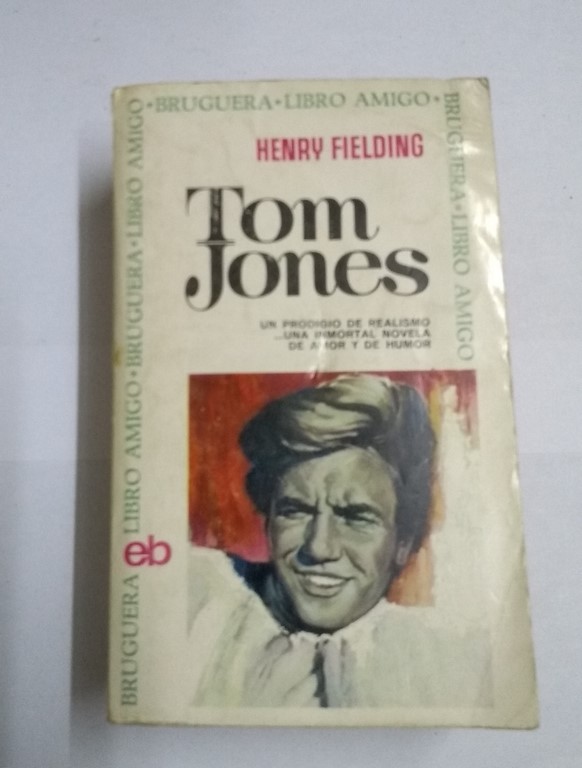 • BRUGUERA • LIBRO AMIGO •
BRUGUERA • LIBRO AMIGO
HENRY FIELDING
Tom
Jones
UN PRODIGIO DE REALISMO
...UNA INMORTAL NOVELA
DE AMOR Y DE HUMOR
BRUGUERA LIBRO AMIGO • BRUGUERA • LIBRO AMIGO
eb